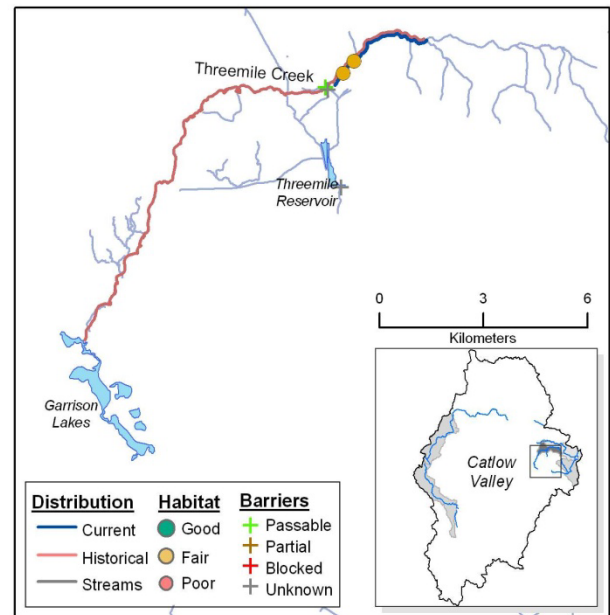 Threemile Creek
Threemile
Reservoir
0 3 6
Kilometers
Garrison
Lakes
Catlow
Valley
Distribution
Current
Historical
Streams
Habitat
Good
Fair
Poor
Barriers
Passable
Partial
Blocked
Unknown